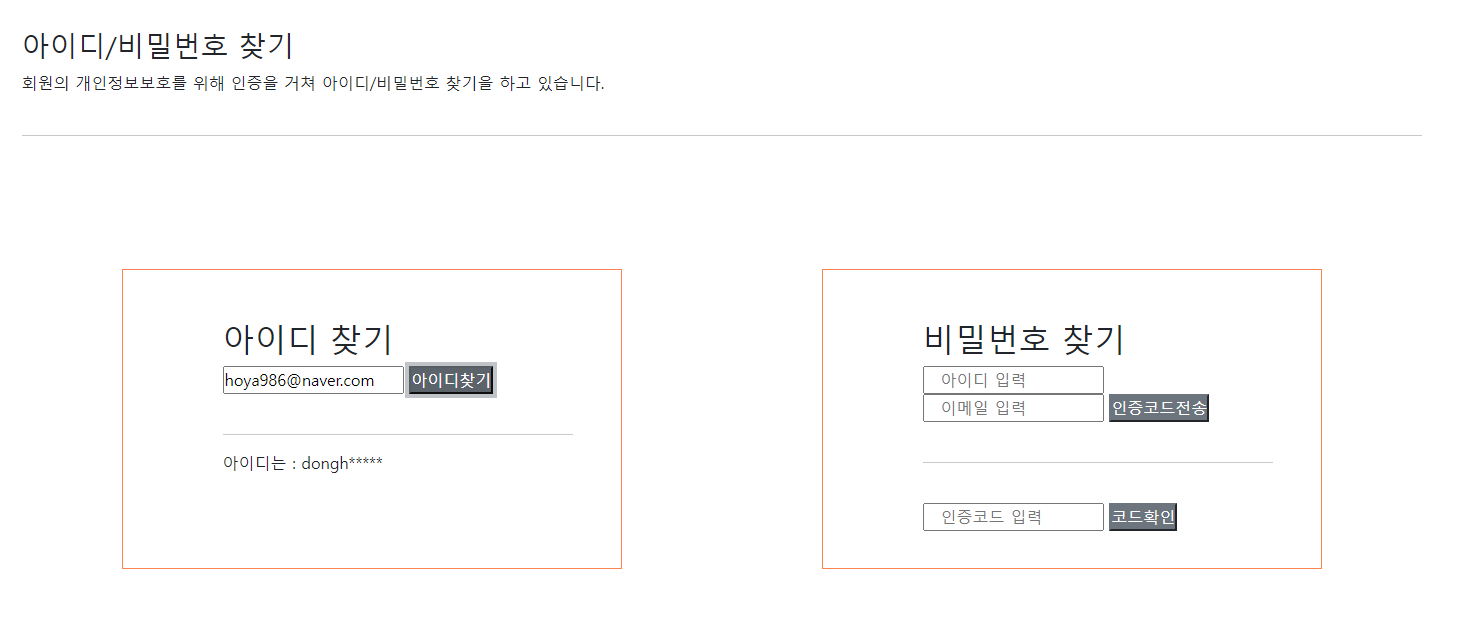 아이디/비밀번호 찾기
회원의 개인정보보호를 위해 인증을 거쳐 아이디/비밀번호 찾기을 하고 있습니다.
아이디 찾기
hoya986@naver.com 아이디찾기
아이디는 : dongh*****
비밀번호 찾기
아이디 입력
이메일 입력 인증코드전송
인증코드 입력 코드확인